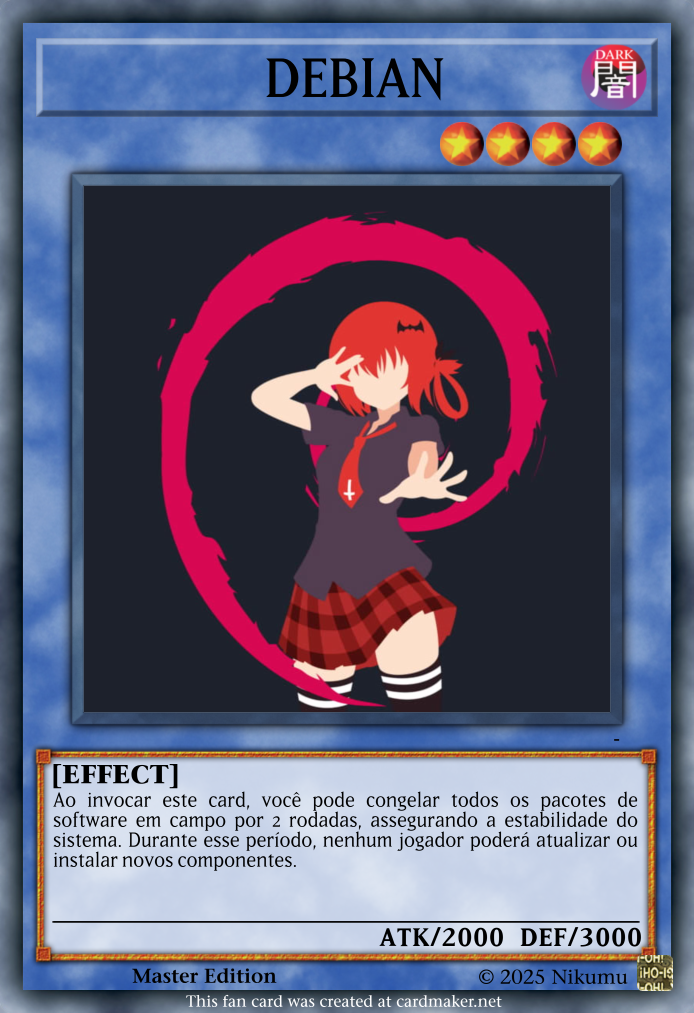 DEBIAN
DARK
闇
-
[EFFECT]
Ao invocar este card, você pode congelar todos os pacotes de
software em campo por 2 rodadas, assegurando a estabilidade do
sistema. Durante esse período, nenhum jogador poderá atualizar ou
instalar novos componentes.
ATK/2000 DEF/3000
Master Edition
© 2025 Nikumu
This fan card was created at cardmaker.net